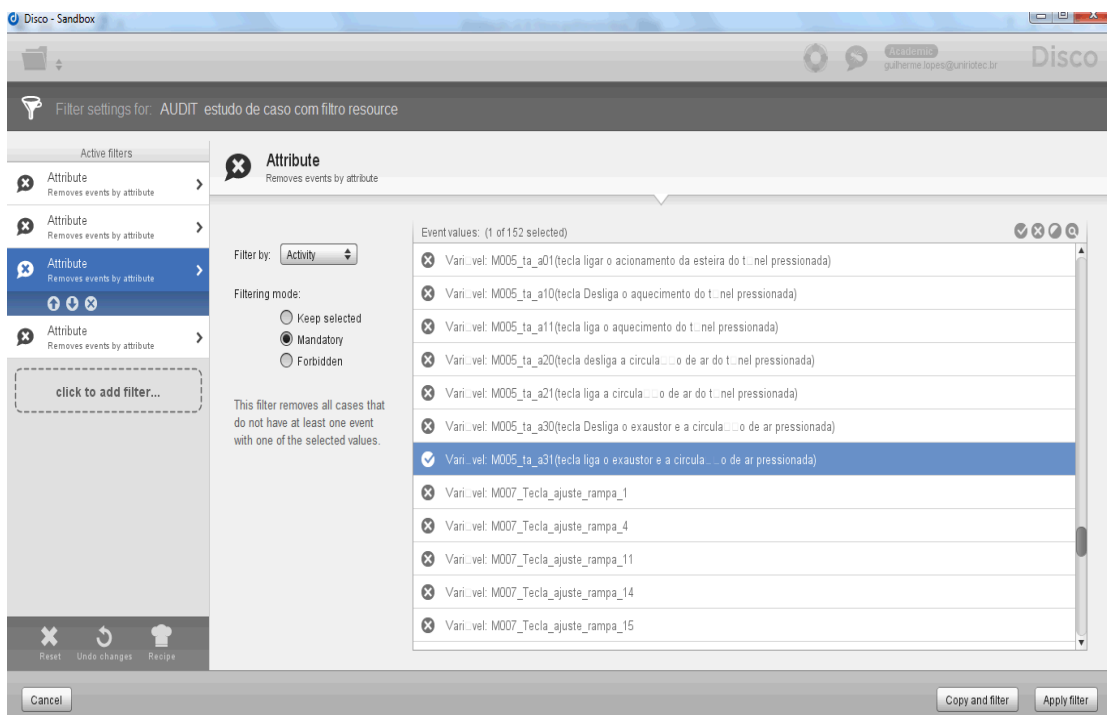 Disco - Sandbox
Academic
guilherme.lopes@uniriotec.br
Disco
Filter settings for: AUDIT estudo de caso com filtro resource
Active filters
Attribute
Removes events by attribute
Attribute
Removes events by attribute
Attribute
Removes events by attribute
Attribute
Removes events by attribute
click to add filter...
Reset Undo changes Recipe
Attribute
Removes events by attribute
Filter by: Activity
Filtering mode:
Keep selected
Mandatory
Forbidden
This filter removes all cases that
do not have at least one event
with one of the selected values.
Event values: (1 of 152 selected)
Vari□vel: M005_ta_a01(tecla ligar o acionamento da esteira do t□nel pressionada)
Vari□vel: M005_ta_a10(tecla Desliga o aquecimento do t□nel pressionada)
Vari□vel: M005_ta_a11(tecla liga o aquecimento do t□nel pressionada)
Vari□vel: M005_ta_a20(tecla desliga a circula□□o de ar do t□nel pressionada)
Vari□vel: M005_ta_a21(tecla liga a circula□□o de ar do t□nel pressionada)
Vari□vel: M005_ta_a30(tecla Desliga o exaustor e a circula□□o de ar pressionada)
Vari□vel: M005_ta_a31(tecla liga o exaustor e a circula□□o de ar pressionada)
Vari□vel: M007_Tecla_ajuste_rampa_1
Vari□vel: M007_Tecla_ajuste_rampa_4
Vari□vel: M007_Tecla_ajuste_rampa_11
Vari□vel: M007_Tecla_ajuste_rampa_14
Vari□vel: M007_Tecla_ajuste_rampa_15
Cancel
Copy and filter
Apply filter